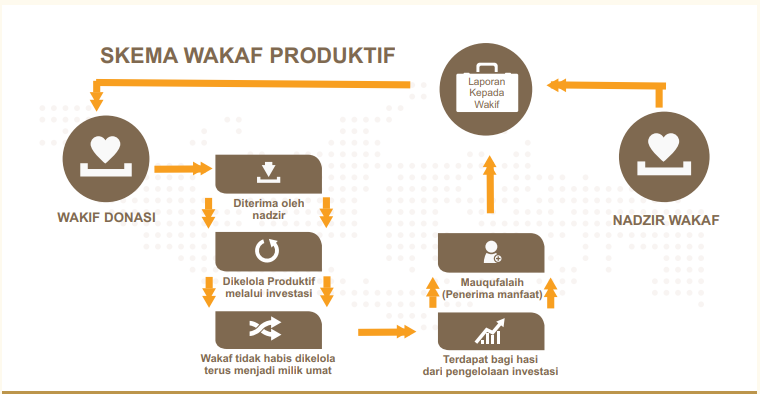 SKEMA WAKAF PRODUKTIF
Laporan
Kepada
Wakif
WAKIF DONASI
NADZIR WAKAF
Diterima oleh
nadzir
Dikelola Produktif
melalui investasi
Mauqufalaih
(Penerima manfaat)
Wakaf tidak habis dikelola
terus menjadi milik umat
Terdapat bagi hasi
dari pengelolaan investasi